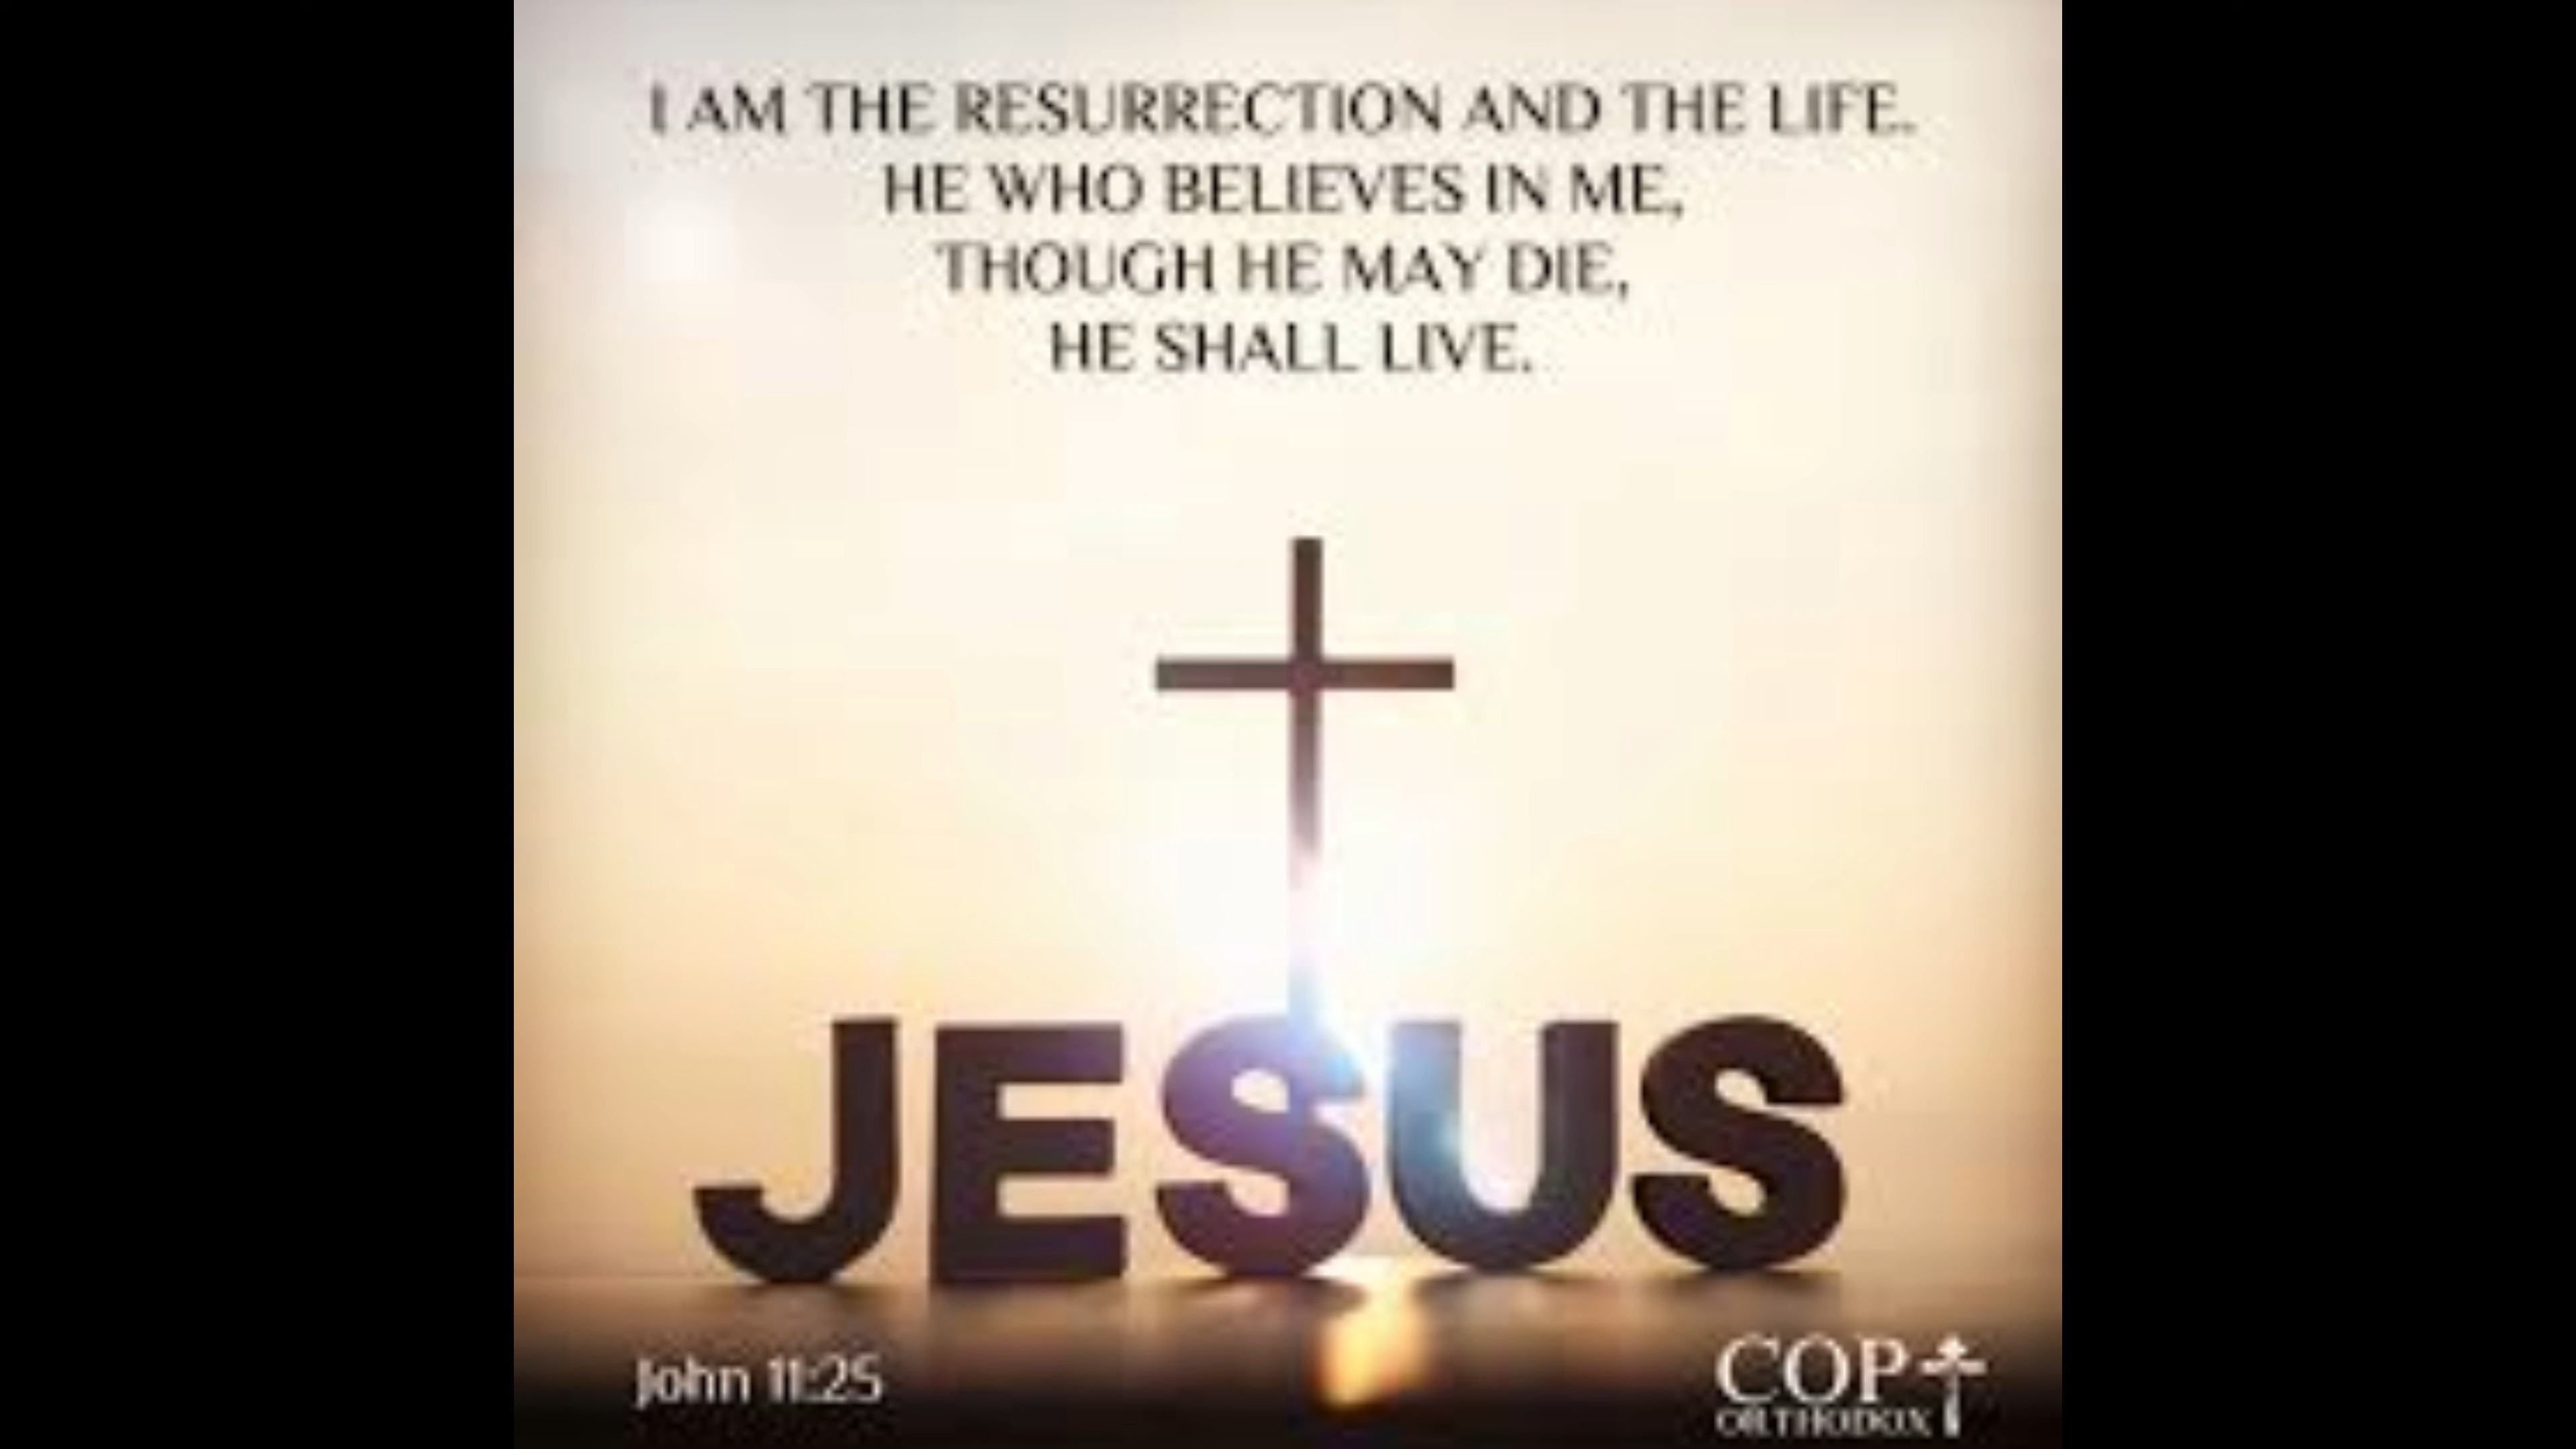 I AM THE RESURRECTION AND THE LIFE.
HE WHO BELIEVES IN ME,
THOUGH HE MAY DIE,
HE SHALL LIVE.
JESUS
John 11:25
COPT
ORTHODOX